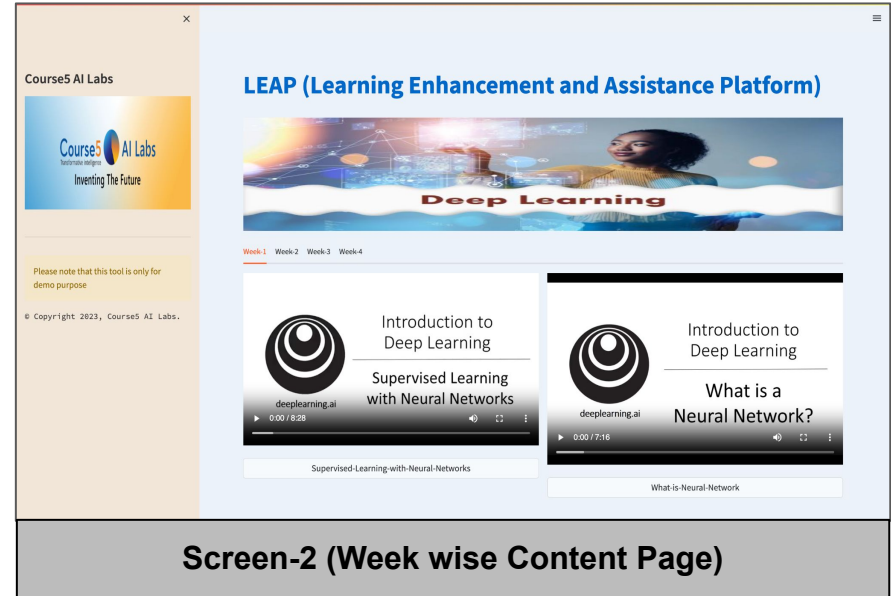 Course5 AI Labs
Course5 AI Labs
Transformative Intelligence
Inventing The Future
Please note that this tool is only for
demo purpose
© Copyright 2023, Course5 AI Labs.
LEAP (Learning Enhancement and Assistance Platform)
Deep Learning
Week-1 Week-2 Week-3 Week-4
Introduction to
Deep Learning
Supervised Learning
with Neural Networks
deeplearning.ai
0:00 / 8:28
Supervised-Learning-with-Neural-Networks
Introduction to
Deep Learning
What is a
Neural Network?
deeplearning.ai
0:00 / 7:16
What-is-Neural-Network
Screen-2 (Week wise Content Page)